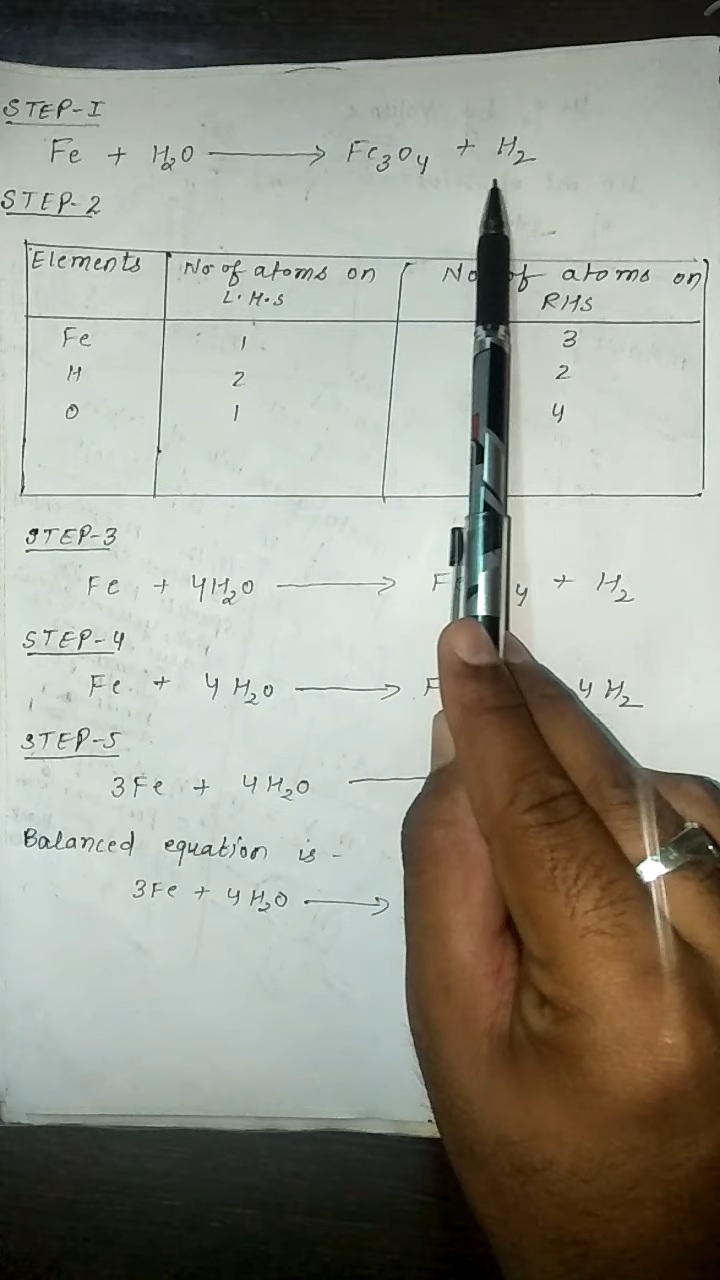 STEP-I
Fe + H₂O ⟶ Fe₃O₄ + H₂
STEP-2
Elements No of atoms on L.H.S No of atoms on RHS
Fe 1 3
H 2 2
O 1 4
STEP-3
Fe + 4H₂O ⟶ F 4 + H₂
STEP-4
Fe + 4H₂O ⟶ F 4H₂
STEP-5
3Fe + 4H₂O
Balanced equation is -
3Fe + 4H₂O ⟶